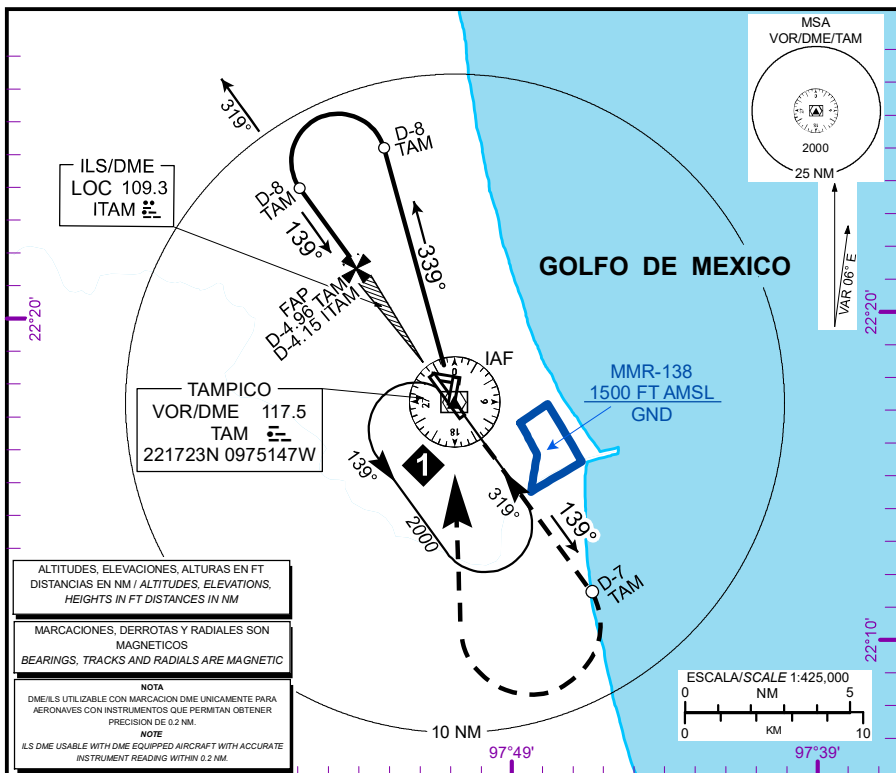 MSA
VOR/DME/TAM
2000
25 NM
VAR 06° E
319°
D-8
TAM
D-8
TAM
ILS/DME
LOC 109.3
ITAM
139°
339°
FAP
D-4.96 TAM
D-4.15 ITAM
GOLFO DE MEXICO
22°20'
22°20'
IAF
MMR-138
1500 FT AMSL
GND
TAMPICO
VOR/DME 117.5
TAM
221723N 0975147W
0
6
18
27
1
139°
2000
319°
139°
D-7
TAM
ALTITUDES, ELEVACIONES, ALTURAS EN FT
DISTANCIAS EN NM / ALTITUDES, ELEVATIONS,
HEIGHTS IN FT DISTANCES IN NM
MARCACIONES, DERROTAS Y RADIALES SON
MAGNETICOS
BEARINGS, TRACKS AND RADIALS ARE MAGNETIC
NOTA
DME/ILS UTILIZABLE CON MARCACION DME UNICAMENTE PARA
AERONAVES CON INSTRUMENTOS QUE PERMITAN OBTENER
PRECISION DE 0.2 NM.
NOTE
ILS DME USABLE WITH DME EQUIPPED AIRCRAFT WITH ACCURATE
INSTRUMENT READING WITHIN 0.2 NM.
22°10'
ESCALA/SCALE 1:425,000
0 NM 5
0 KM 10
10 NM
97°49'
97°39'